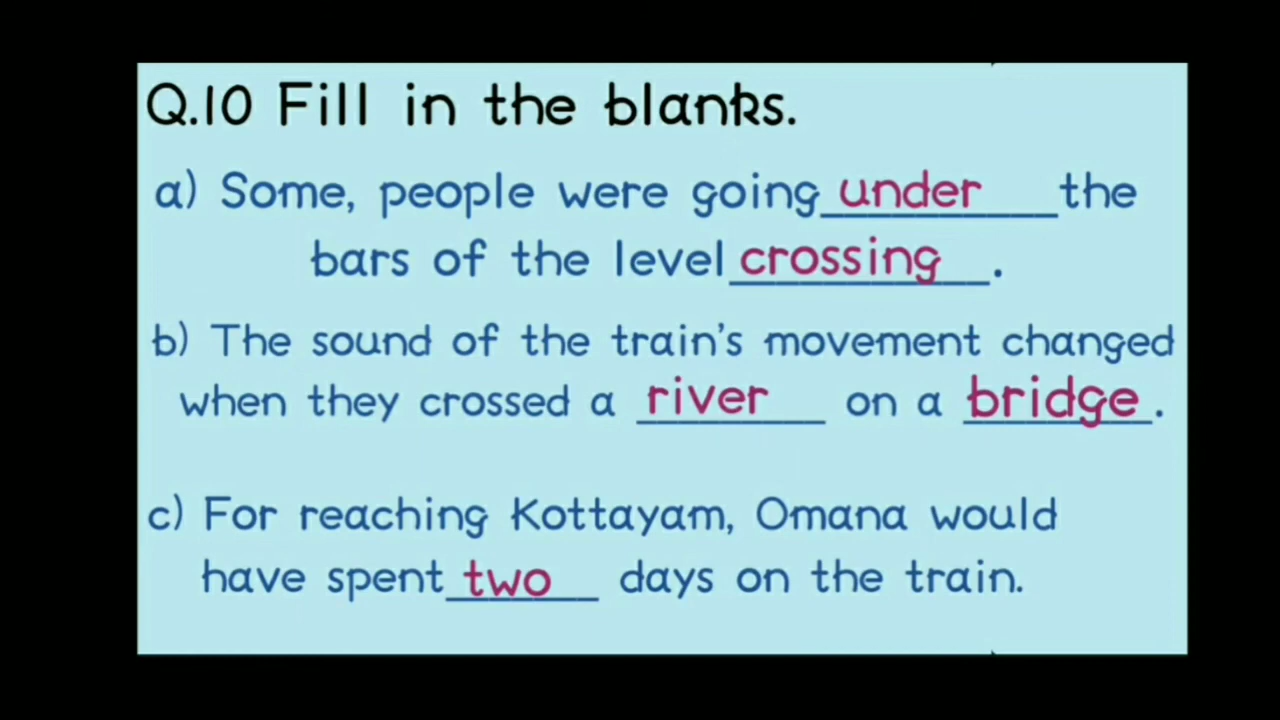 Q.10 Fill in the blanks.
a) Some, people were going under the
bars of the level crossing.
b) The sound of the train's movement changed
when they crossed a river on a bridge.
c) For reaching Kottayam, Omana would
have spent two days on the train.